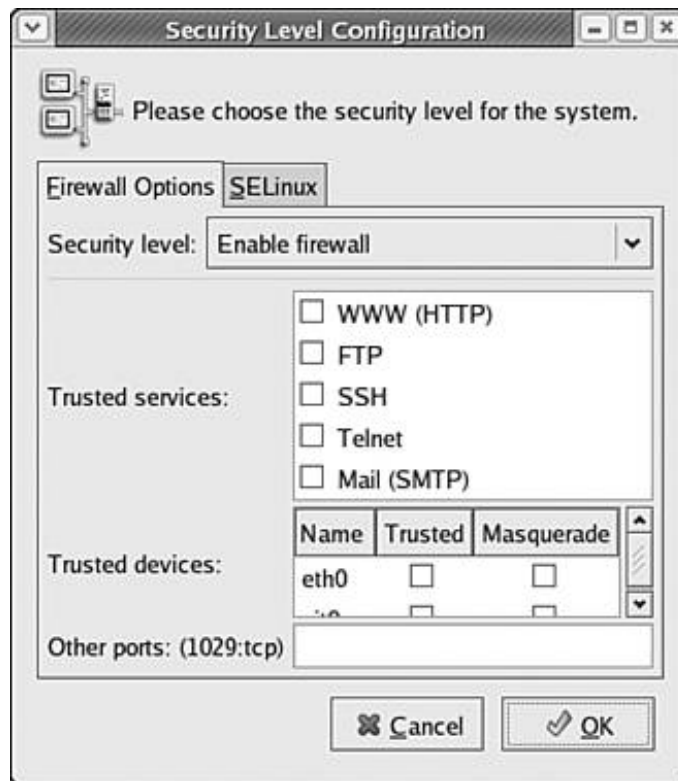 Security Level Configuration
Please choose the security level for the system.
Firewall Options SELinux
Security level: Enable firewall
Trusted services:
WWW (HTTP)
FTP
SSH
Telnet
Mail (SMTP)
Trusted devices:
Name Trusted Masquerade
eth0
Other ports: (1029:tcp)
Cancel OK